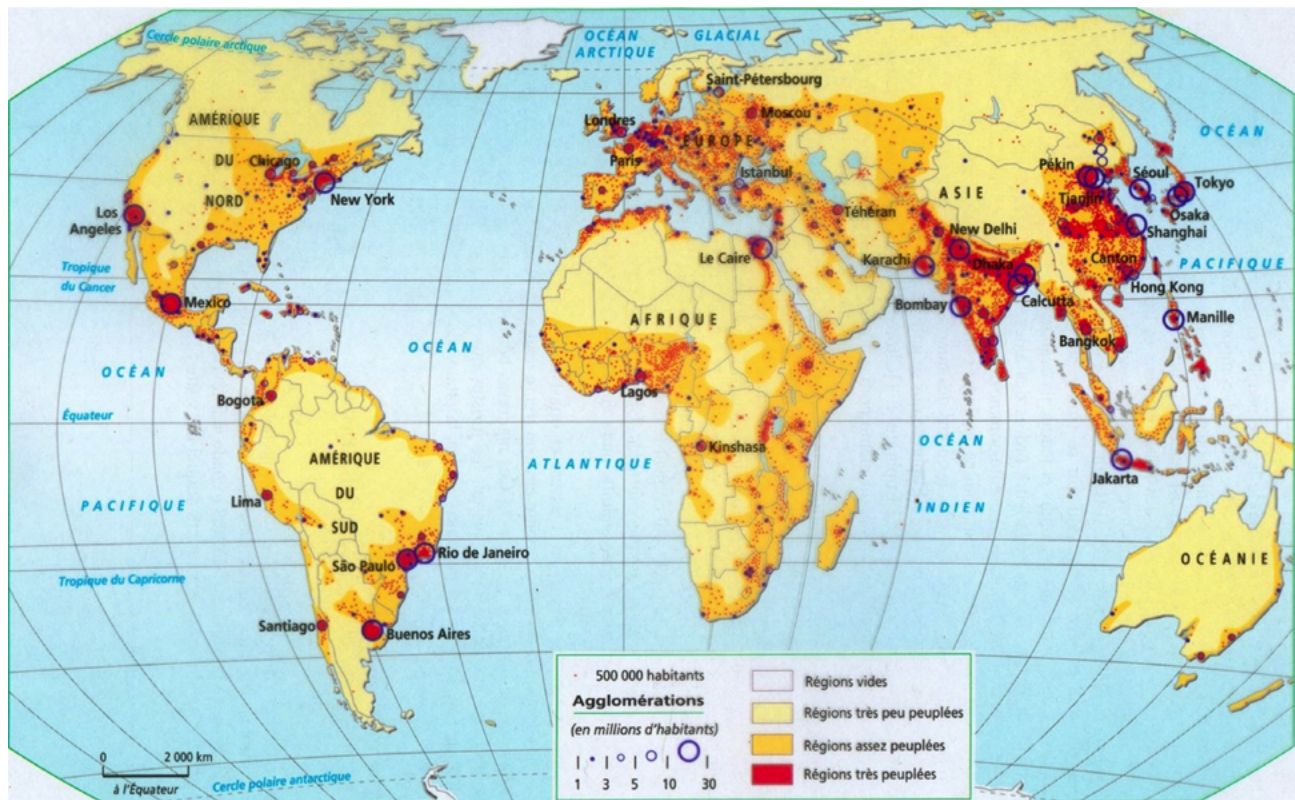 Cercle polaire arctique
OCÉAN
ARCTIQUE
GLACIAL
Saint-Pétersbourg
AMÉRIQUE
DU
NORD
Londres
Moscou
OCÉAN
Chicago
Paris
EUROPE
Pékin
Séoul
Istanbul
Tokyo
New York
ASIE
Tianjin
Osaka
Los
Angeles
Téhéran
New Delhi
Shanghai
Tropique
du Cancer
Le Caire
Karachi
Dhaka
Canton
PACIFIQUE
Hong Kong
Mexico
Bombay
Calcutta
Manille
AFRIQUE
OCÉAN
Bangkok
OCÉAN
Lagos
Bogota
Équateur
Kinshasa
OCÉAN
AMÉRIQUE
DU
SUD
ATLANTIQUE
Jakarta
Lima
PACIFIQUE
INDIEN
Rio de Janeiro
São Paulo
OCÉANIE
Tropique du Capricorne
Santiago
Buenos Aires
500 000 habitants
Agglomérations
(en millions d'habitants)
1 3 5 10 30
Régions vides
Régions très peu peuplées
Régions assez peuplées
Régions très peuplées
0 2 000 km
à l'Équateur
Cercle polaire antarctique